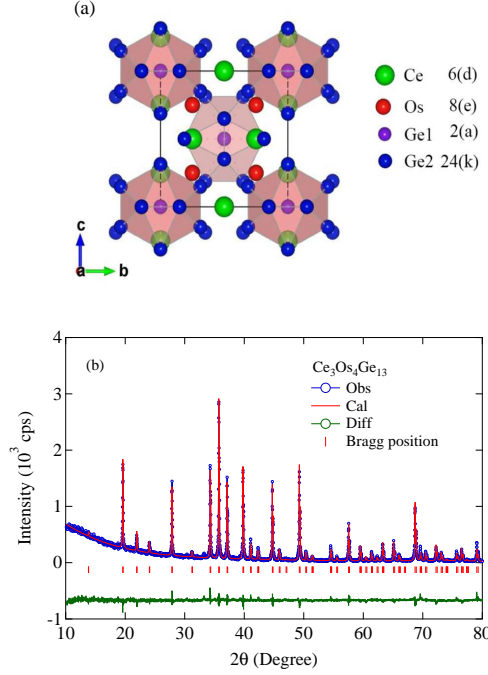 (a)
Ce 6(d)
Os 8(e)
Ge1 2(a)
Ge2 24(k)
c
a b
(b)
Ce₃Os₄Ge₁₃
Obs
Cal
Diff
Bragg position
Intensity (10³ cps)
4
3
2
1
0
-1
10 20 30 40 50 60 70 80
2θ (Degree)